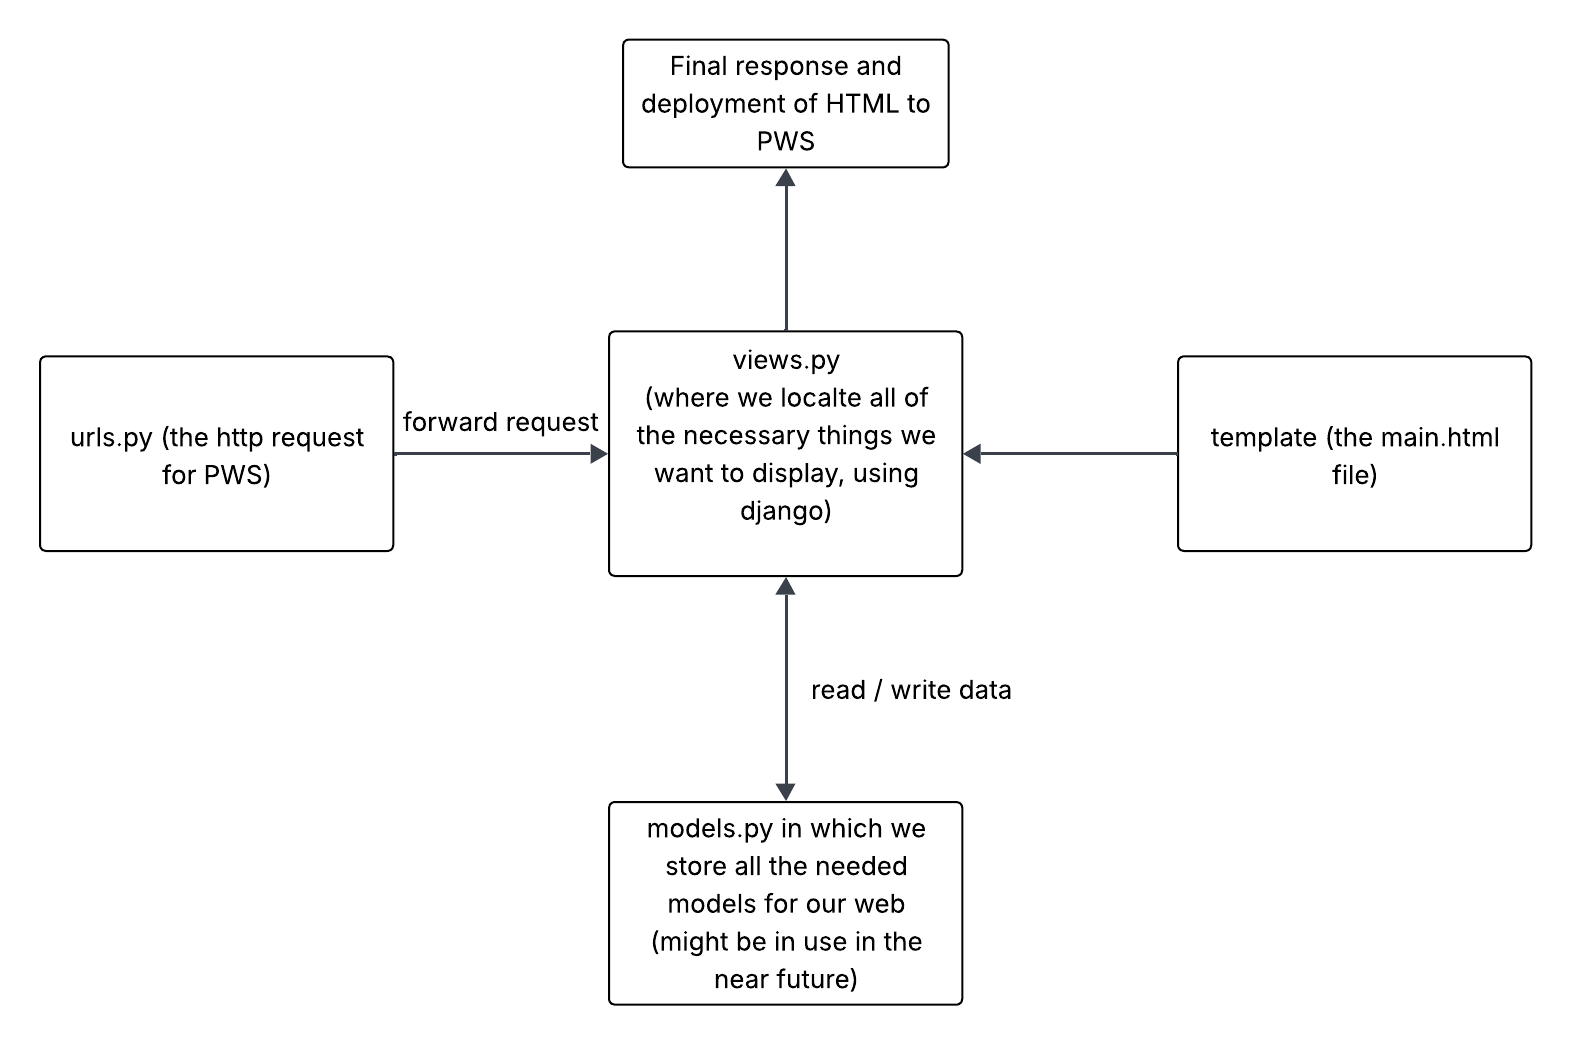 Final response and
deployment of HTML to
PWS
urls.py (the http request
for PWS)
forward request
views.py
(where we localte all of
the necessary things we
want to display, using
django)
template (the main.html
file)
read / write data
models.py in which we
store all the needed
models for our web
(might be in use in the
near future)